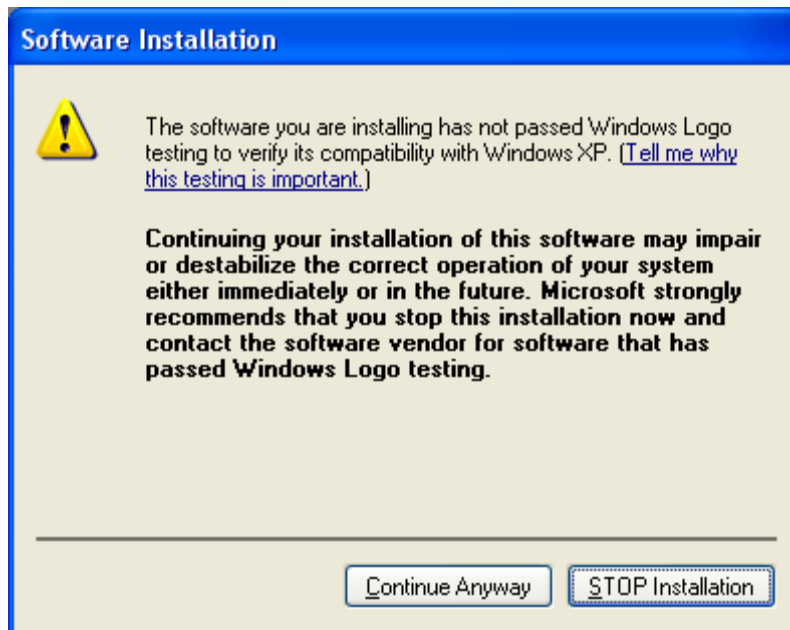 Software Installation
The software you are installing has not passed Windows Logo
testing to verify its compatibility with Windows XP. (Tell me why
this testing is important.)
Continuing your installation of this software may impair
or destabilize the correct operation of your system
either immediately or in the future. Microsoft strongly
recommends that you stop this installation now and
contact the software vendor for software that has
passed Windows Logo testing.
Continue Anyway
STOP Installation